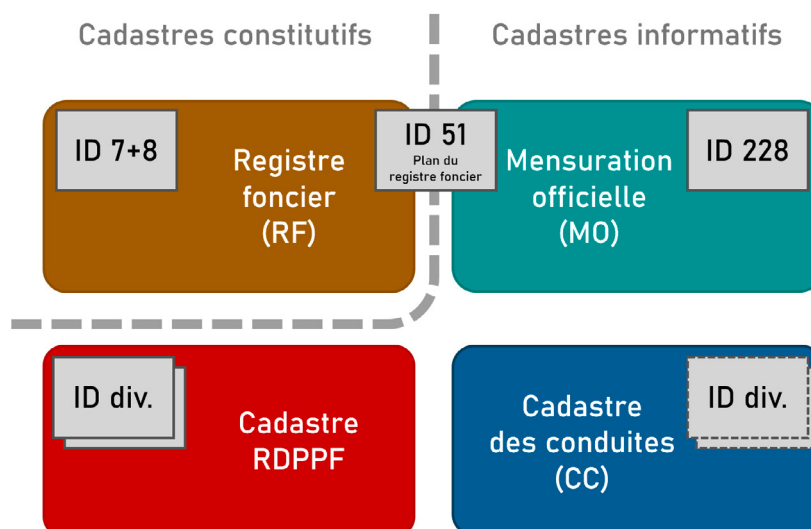 Cadastres constitutifs
Cadastres informatifs
ID 7+8
Registre
foncier
(RF)
ID 51
Plan du
registre foncier
Mensuration
officielle
(MO)
ID 228
ID div.
Cadastre
RDPPF
Cadastre
des conduites
(CC)
ID div.